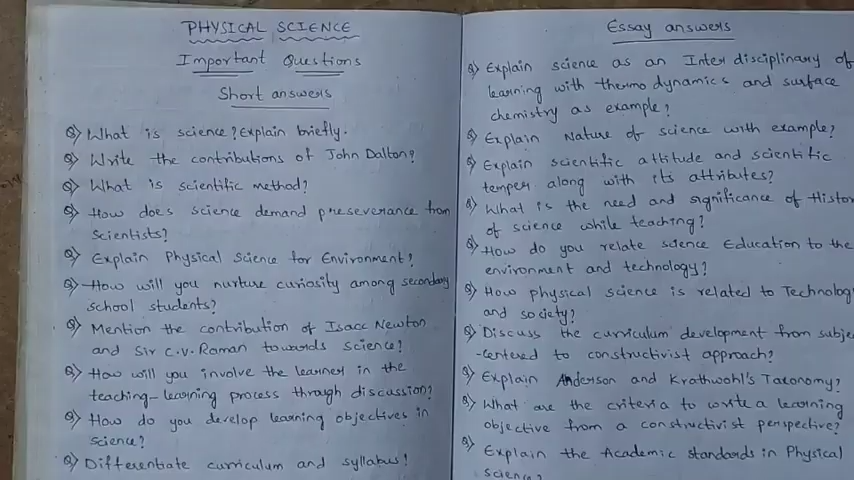 PHYSICAL SCIENCE
Important Questions
Short answers
Q) What is science? Explain briefly.
Q) Write the contributions of John Dalton?
Q) What is scientific method?
Q) How does science demand preseverance from
scientists?
Q) Explain Physical Science for Environment?
Q) How will you nurture curiosity among secondary
school students?
Q) Mention the contribution of Isacc Newton
and Sir C.V. Raman towards science?
Q) How will you involve the learner in the
teaching-learning process through discussion?
Q) How do you develop learning objectives in
science?
Q) Differentiate curriculum and syllabus?
Essay answers
Q) Explain science as an Inter disciplinary of
learning with thermo dynamics and surface
chemistry as example?
Q) Explain Nature of science with example?
Q) Explain scientific attitude and scientific
temper along with its attributes?
Q) What is the need and significance of Histor
of science while teaching?
Q) How do you relate science Education to the
environment and technology?
Q) How physical science is related to Technology
and society?
Q) Discuss the curriculum development from subje
-centered to constructivist approach?
Q) Explain Anderson and Krathwohl's Taxonomy?
Q) What are the criteria to write a learning
objective from a constructivist perspective?
Q) Explain the Academic standards in Physical
science?